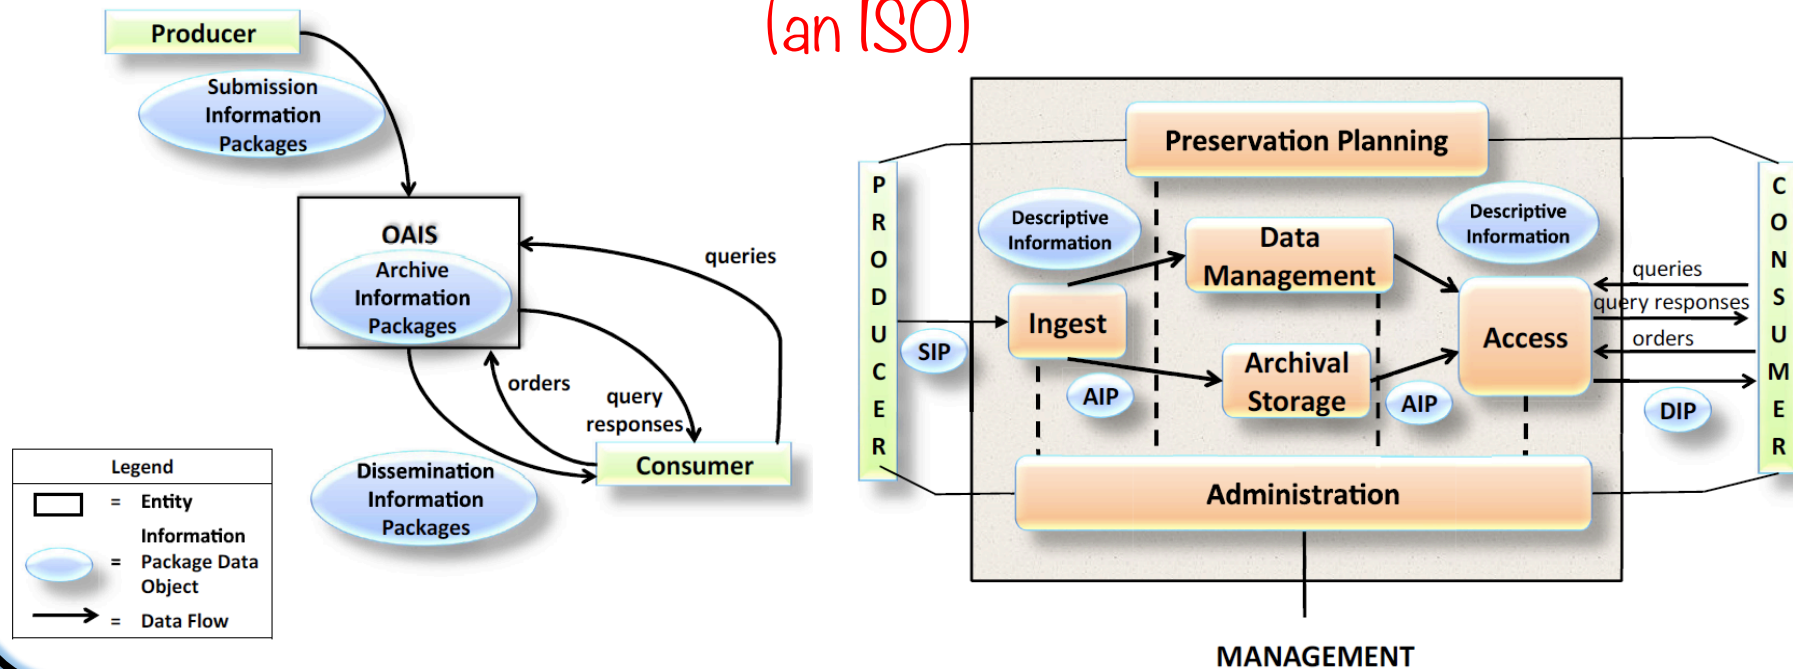 (an ISO)
Producer
Submission
Information
Packages
OAIS
Archive
Information
Packages
queries
orders
query
responses
Consumer
Dissemination
Information
Packages
Legend
= Entity
Information
= Package Data
Object
= Data Flow
PRODUCER
SIP
Preservation Planning
Descriptive
Information
Data
Management
Descriptive
Information
Ingest
AIP
Archival
Storage
AIP
Access
queries
query responses
orders
DIP
CONSUMER
Administration
MANAGEMENT